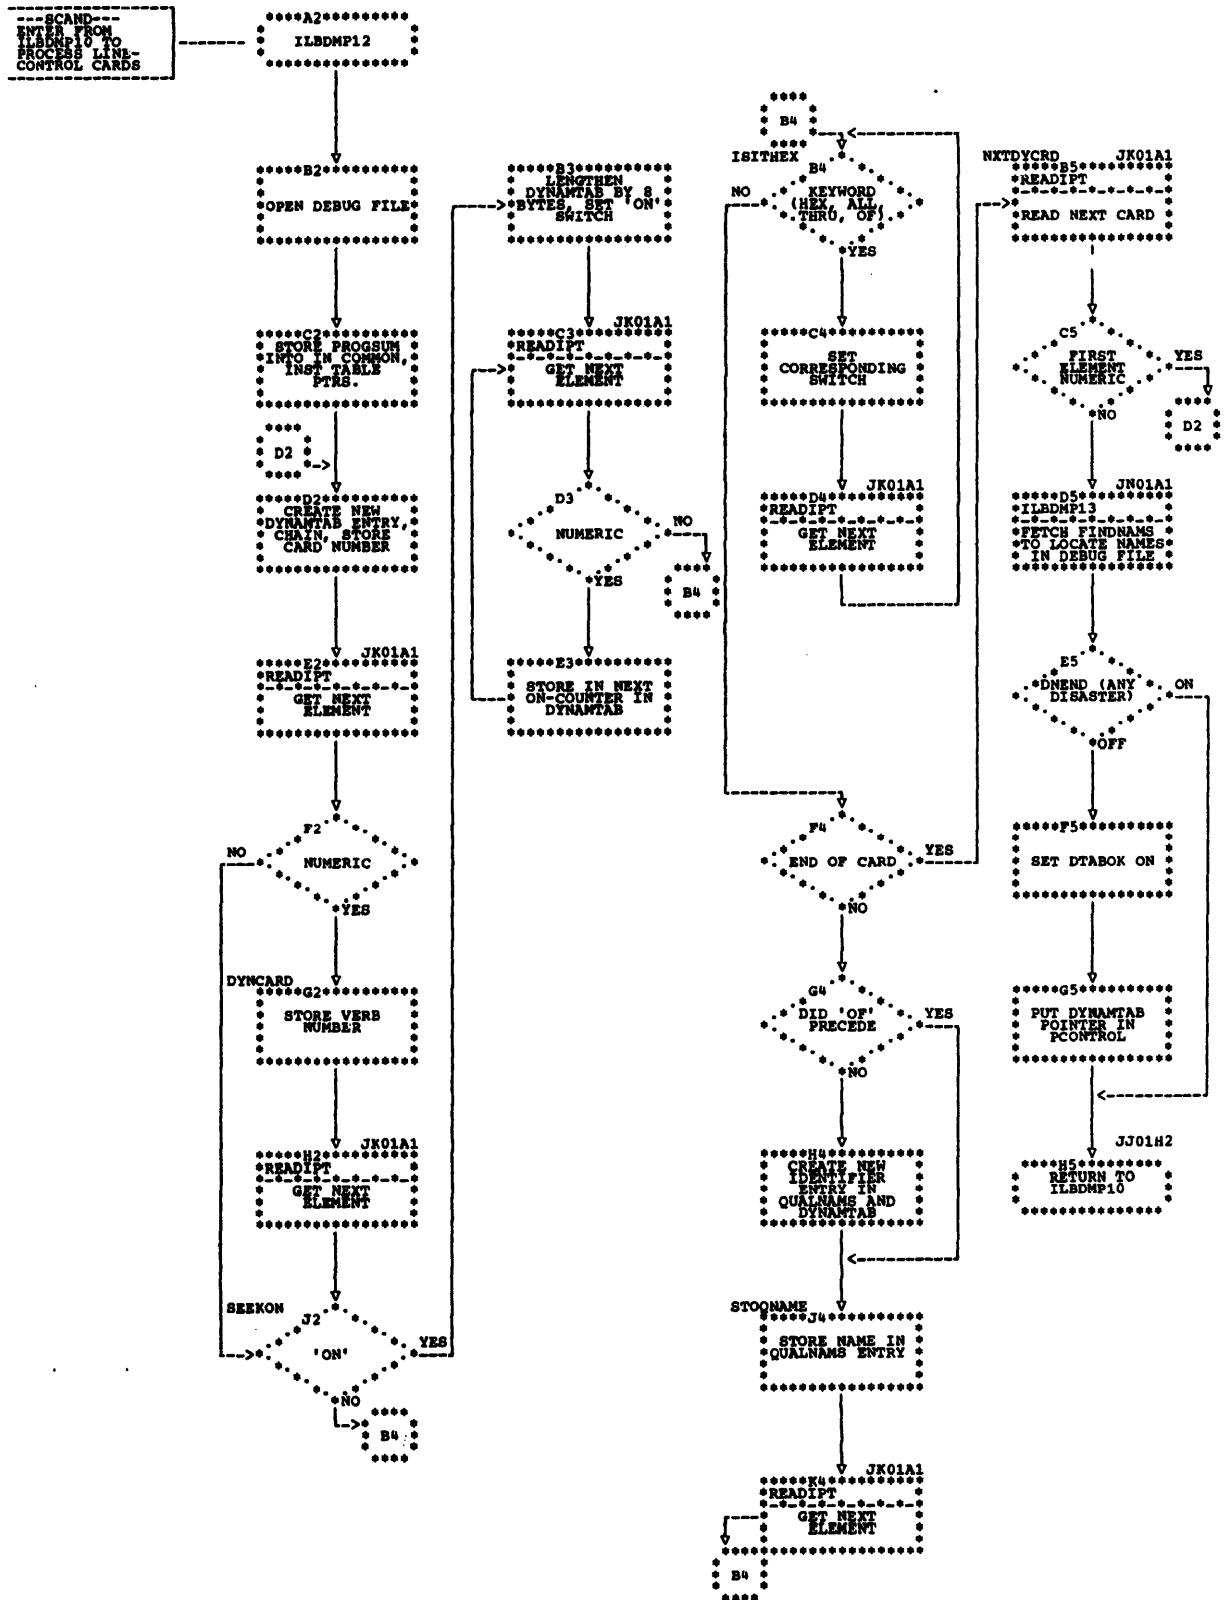 ---SCAND---
ENTER FROM
ILBDMP10 TO
PROCESS LINE-
CONTROL CARDS
A2
ILBDMP12
B2
OPEN DEBUG FILE
C2
STORE PROGSUM
INTO IN COMMON,
INST TABLE
PTRS.
D2
D2
CREATE NEW
DYNAMTAB ENTRY,
CHAIN, STORE
CARD NUMBER
JK01A1
E2
READIPT
GET NEXT
ELEMENT
F2
NO
NUMERIC
YES
DYNCARD
G2
STORE VERB
NUMBER
JK01A1
H2
READIPT
GET NEXT
ELEMENT
SEEKON
J2
'ON'
YES
NO
B4
B3
LENGTHEN
DYNAMTAB BY 8
BYTES, SET 'ON'
SWITCH
JK01A1
C3
READIPT
GET NEXT
ELEMENT
D3
NUMERIC
NO
YES
B4
E3
STORE IN NEXT
ON-COUNTER IN
DYNAMTAB
B4
ISITHEX
B4
NO
KEYWORD
(HEX, ALL,
THRU, OF)
YES
C4
SET
CORRESPONDING
SWITCH
JK01A1
D4
READIPT
GET NEXT
ELEMENT
F4
END OF CARD
YES
NO
G4
DID 'OF'
PRECEDE
YES
NO
H4
CREATE NEW
IDENTIFIER
ENTRY IN
QUALNAMS AND
DYNAMTAB
STOQNAME
J4
STORE NAME IN
QUALNAMS ENTRY
JK01A1
K4
READIPT
GET NEXT
ELEMENT
B4
NXTDYCRD
JK01A1
B5
READIPT
READ NEXT CARD
C5
FIRST
ELEMENT
NUMERIC
YES
NO
D2
JN01A1
D5
ILBDMP13
FETCH FINDNAMS
TO LOCATE NAMES
IN DEBUG FILE
E5
DNEND (ANY
DISASTER)
ON
OFF
F5
SET DTABOK ON
G5
PUT DYNAMTAB
POINTER IN
PCONTROL
JJ01H2
H5
RETURN TO
ILBDMP10